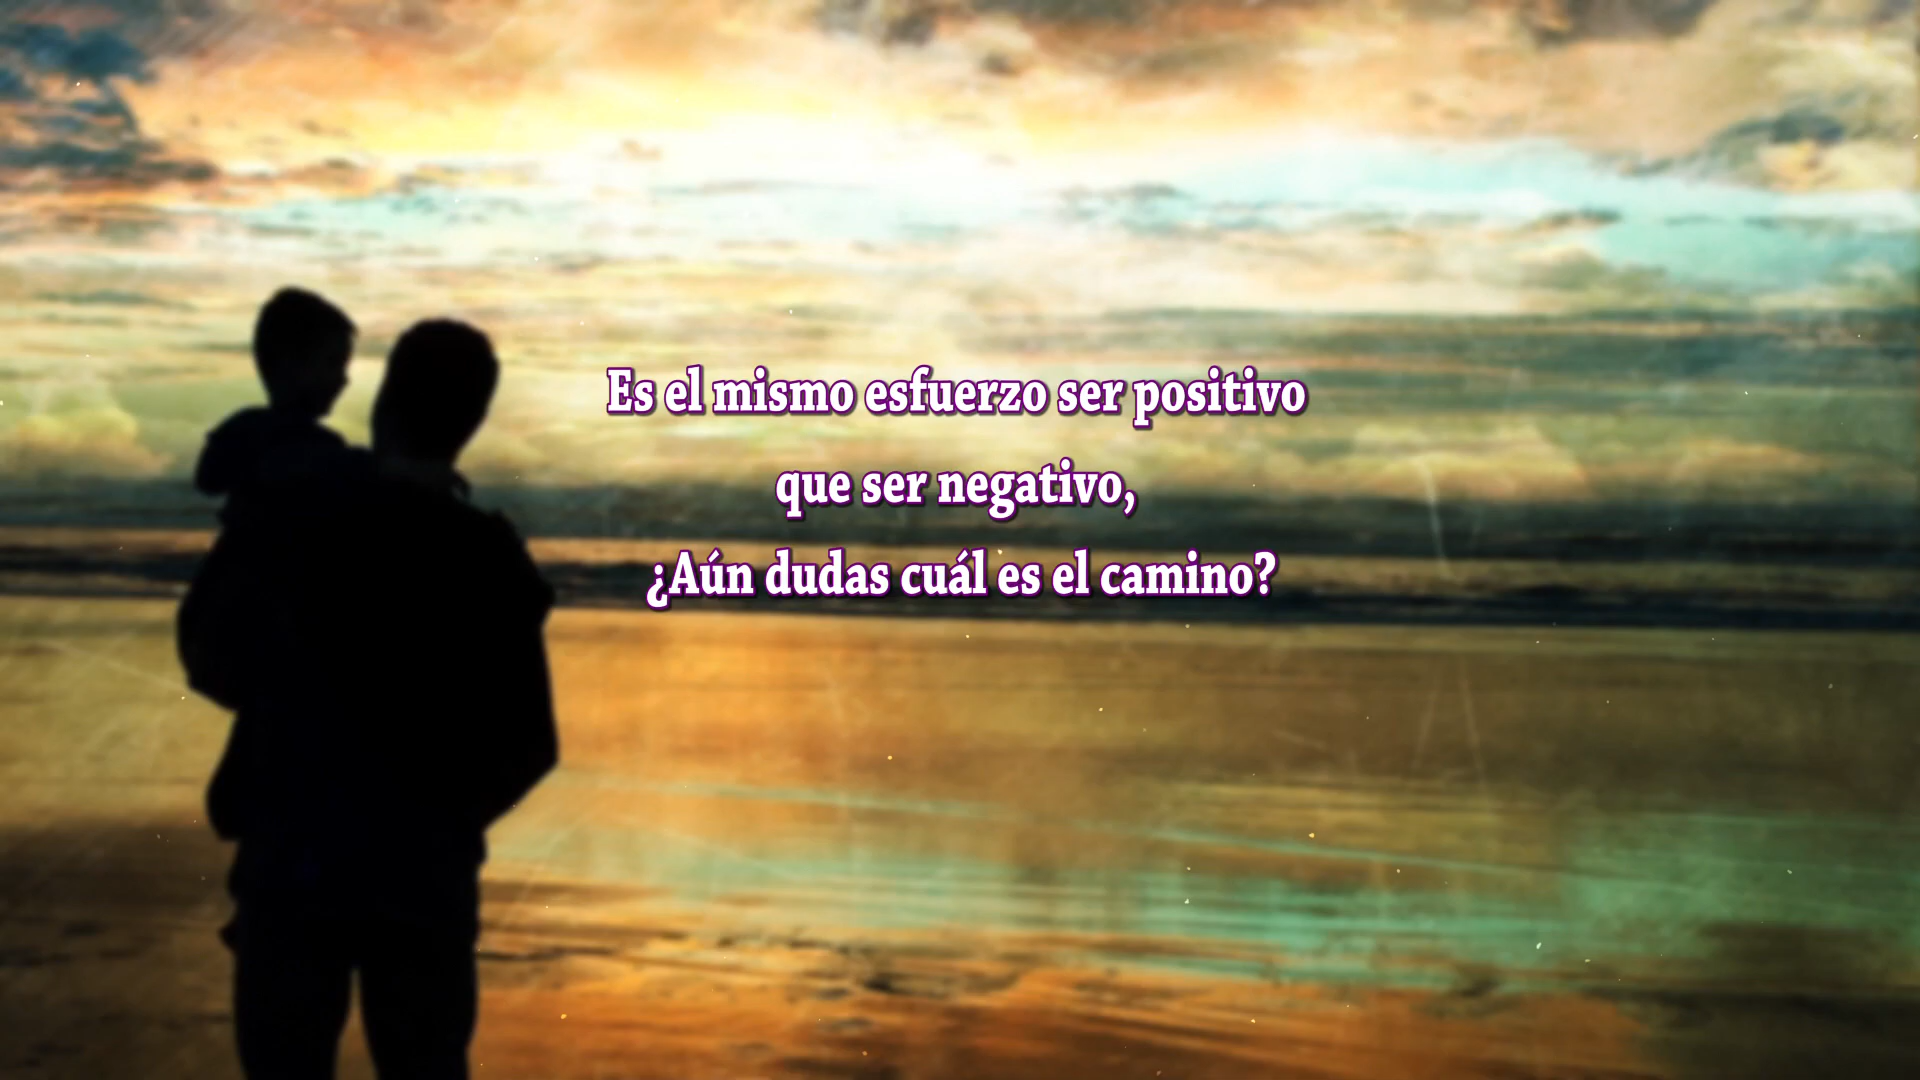 Es el mismo esfuerzo ser positivo
que ser negativo,
¿Aún dudas cuál es el camino?